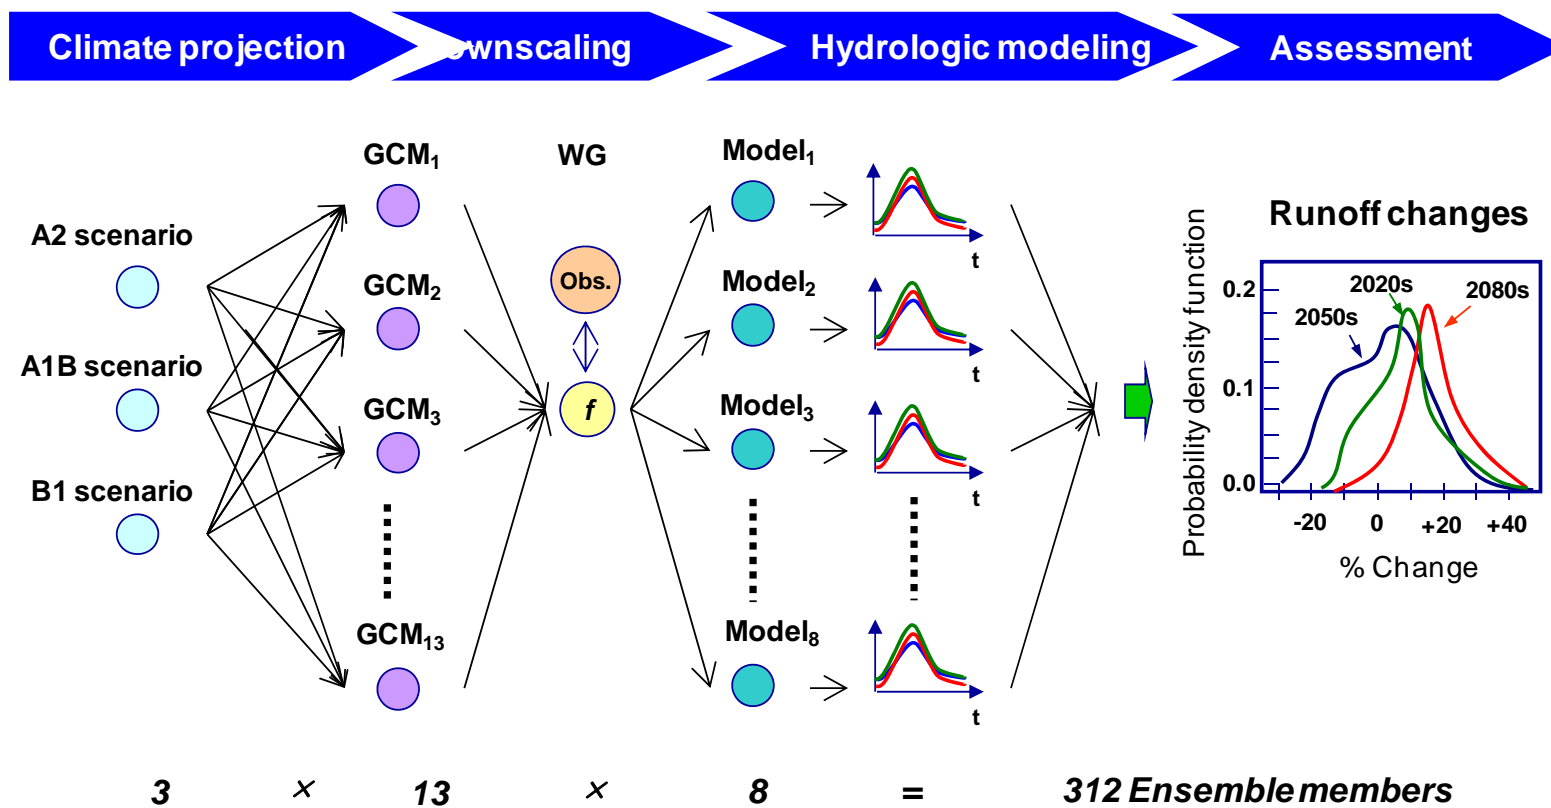 Climate projection
ownscaling
Hydrologic modeling
Assessment
A2 scenario
A1B scenario
B1 scenario
GCM1
GCM2
GCM3
GCM13
WG
Obs.
f
Model1
Model2
Model3
Model8
t
t
t
t
Runoff changes
Probability density function
0.2
0.1
0.0
2050s
2020s
2080s
-20 0 +20 +40
% Change
3 × 13 × 8 = 312 Ensemble members